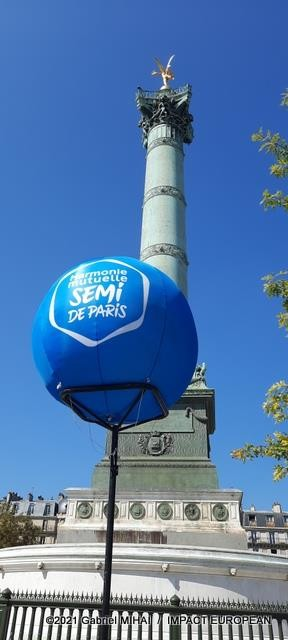 Harmonie
mutuelle
SEMi
DE PARiS
©2021 Gabriel MIHAI / IMPACT EUROPEAN